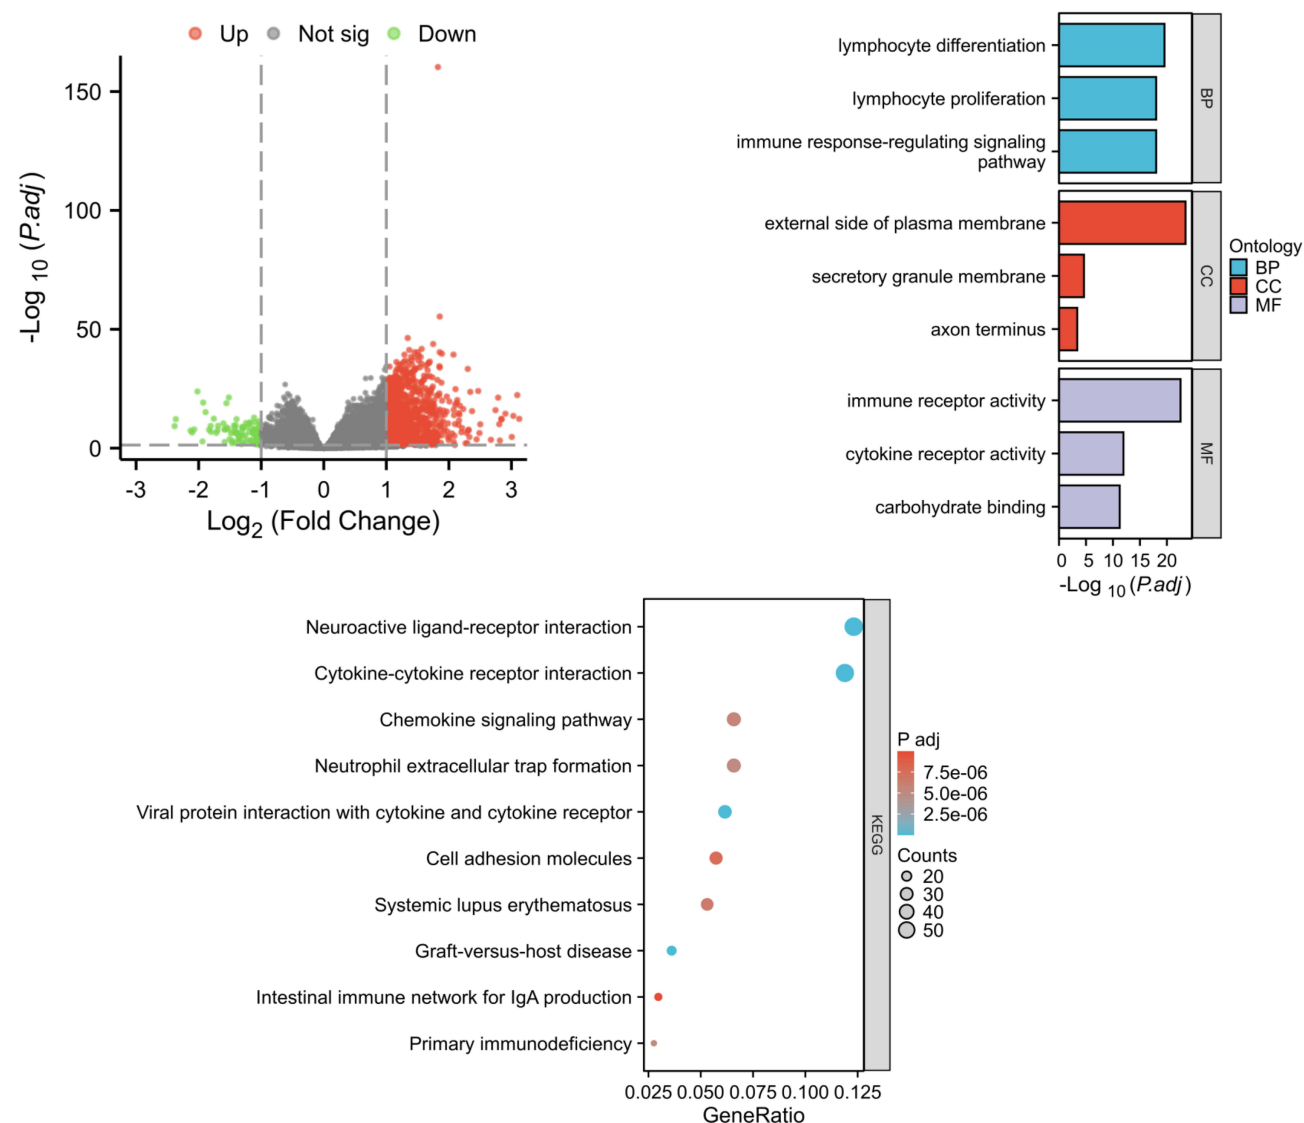 Up Not sig Down
-Log 10 (P.adj)
150
100
50
0
-3 -2 -1 0 1 2 3
Log2 (Fold Change)
lymphocyte differentiation
lymphocyte proliferation
immune response-regulating signaling
pathway
BP
external side of plasma membrane
secretory granule membrane
axon terminus
CC
immune receptor activity
cytokine receptor activity
carbohydrate binding
MF
0 5 10 15 20
-Log 10 (P.adj)
Ontology
BP
CC
MF
Neuroactive ligand-receptor interaction
Cytokine-cytokine receptor interaction
Chemokine signaling pathway
Neutrophil extracellular trap formation
Viral protein interaction with cytokine and cytokine receptor
Cell adhesion molecules
Systemic lupus erythematosus
Graft-versus-host disease
Intestinal immune network for IgA production
Primary immunodeficiency
KEGG
0.025 0.050 0.075 0.100 0.125
GeneRatio
P adj
7.5e-06
5.0e-06
2.5e-06
Counts
20
30
40
50